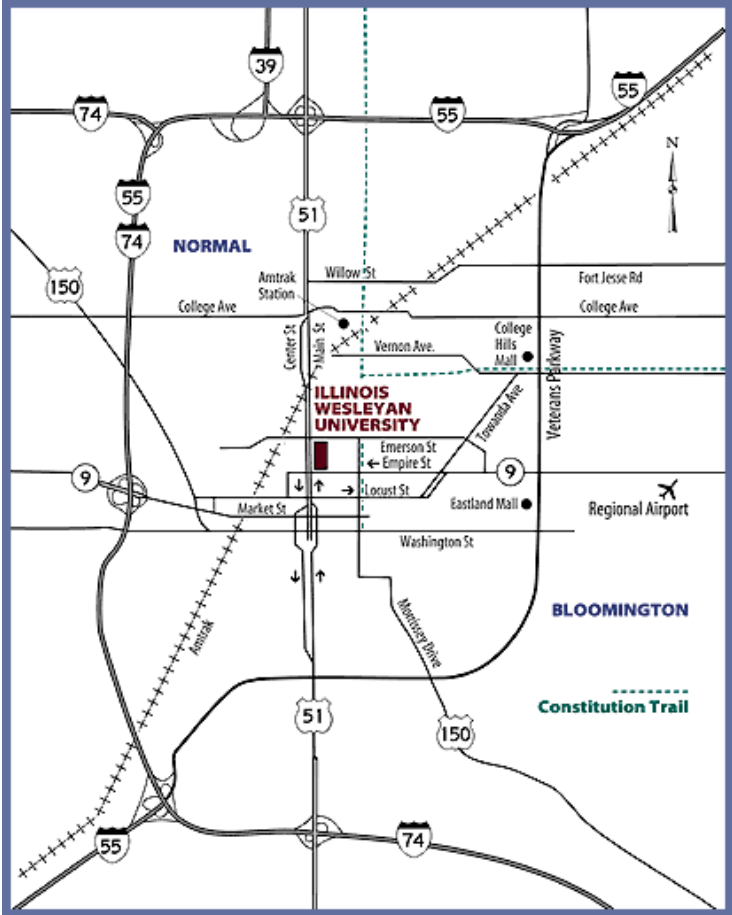 39
55
74
55
N
55
51
74
NORMAL
150
Willow St
Fort Jesse Rd
Amtrak
Station
College Ave
College Ave
Center St
Main St
Vernon Ave.
College
Hills
Mall
Veterans Parkway
ILLINOIS
WESLEYAN
UNIVERSITY
Towanda Ave
Emerson St
← Empire St
9
9
↓ ↑
→ Locust St
Market St
Eastland Mall
Regional Airport
Washington St
↓ ↑
BLOOMINGTON
Amtrak
Morrissey Drive
Constitution Trail
51
150
55
74